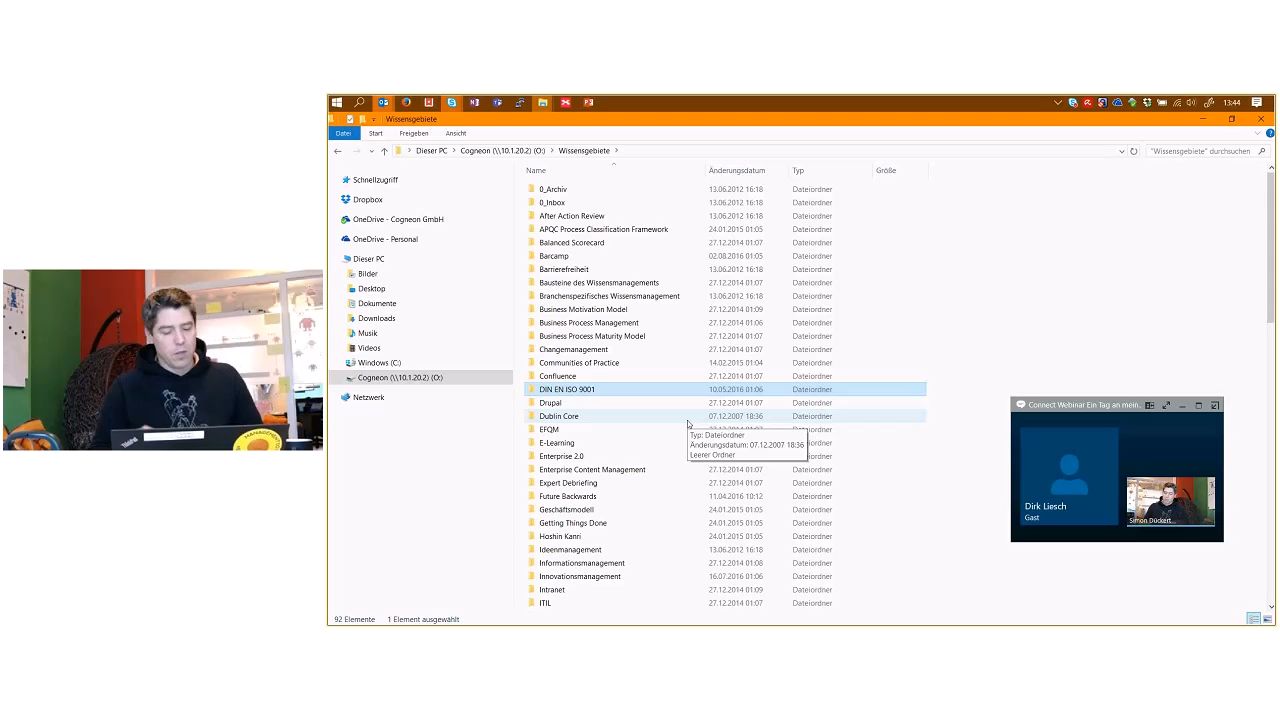 13:44
Wissensgebiete
Datei Start Freigeben Ansicht
Dieser PC Cogneon (\\10.1.20.2) (O:) Wissensgebiete "Wissensgebiete" durchsuchen
Schnellzugriff
Dropbox
OneDrive - Cogneon GmbH
OneDrive - Personal
Dieser PC
Bilder
Desktop
Dokumente
Downloads
Musik
Videos
Windows (C:)
Cogneon (\\10.1.20.2) (O:)
Netzwerk
Name Änderungsdatum Typ Größe
0_Archiv 13.06.2012 16:18 Dateiordner
0_Inbox 13.06.2012 16:18 Dateiordner
After Action Review 13.06.2012 16:18 Dateiordner
APQC Process Classification Framework 24.01.2015 01:05 Dateiordner
Balanced Scorecard 27.12.2014 01:07 Dateiordner
Barcamp 02.08.2016 01:05 Dateiordner
Barrierefreiheit 13.06.2012 16:18 Dateiordner
Bausteine des Wissensmanagements 27.12.2014 01:07 Dateiordner
Branchenspezifisches Wissensmanagement 13.06.2012 16:18 Dateiordner
Business Motivation Model 27.12.2014 01:09 Dateiordner
Business Process Management 27.12.2014 01:06 Dateiordner
Business Process Maturity Model 27.12.2014 01:07 Dateiordner
Changemanagement 27.12.2014 01:07 Dateiordner
Communities of Practice 14.02.2015 01:04 Dateiordner
Confluence 27.12.2014 01:07 Dateiordner
DIN EN ISO 9001 10.05.2016 01:06 Dateiordner
Drupal 27.12.2014 01:07 Dateiordner
Dublin Core 07.12.2007 18:36 Dateiordner
EFQM 27.12.2014 01:07 Dateiordner
E-Learning
Enterprise 2.0
Enterprise Content Management 27.12.2014 01:07 Dateiordner
Expert Debriefing 27.12.2014 01:07 Dateiordner
Future Backwards 11.04.2016 10:12 Dateiordner
Geschäftsmodell 24.01.2015 01:05 Dateiordner
Getting Things Done 24.01.2015 01:05 Dateiordner
Hoshin Kanri 24.01.2015 01:05 Dateiordner
Ideenmanagement 13.06.2012 16:18 Dateiordner
Informationsmanagement 27.12.2014 01:08 Dateiordner
Innovationsmanagement 16.07.2016 01:06 Dateiordner
Intranet 27.12.2014 01:09 Dateiordner
ITIL 27.12.2014 01:07 Dateiordner
Typ: Dateiordner
Änderungsdatum: 07.12.2007 18:36
Leerer Ordner
92 Elemente 1 Element ausgewählt
Connect Webinar Ein Tag an mein...
Dirk Liesch
Gast
Simon Dückert...
MANAGEMENT